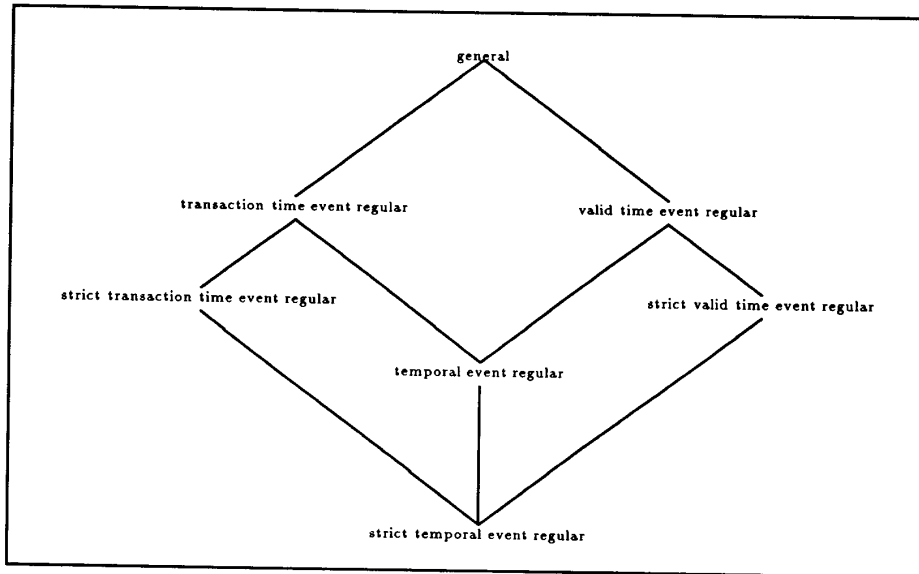 general
transaction time event regular
valid time event regular
strict transaction time event regular
strict valid time event regular
temporal event regular
strict temporal event regular